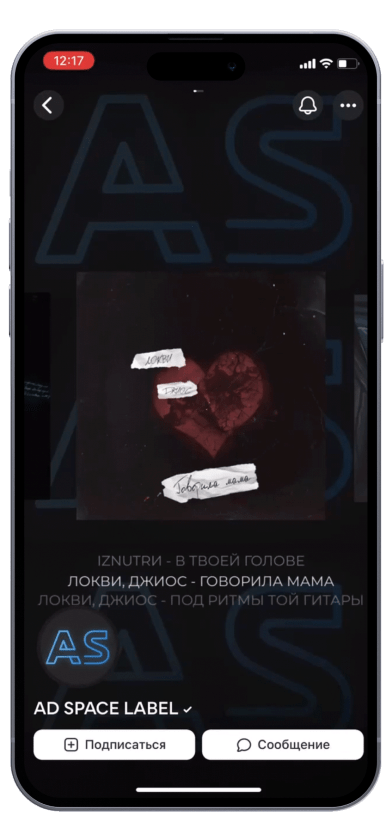 12:17
AS
ЛОКВИ
ДЖИОС
Говорила мама
IZNUTRИ - В ТВОЕЙ ГОЛОВЕ
ЛОКВИ, ДЖИОС - ГОВОРИЛА МАМА
ЛОКВИ, ДЖИОС - ПОД РИТМЫ ТОЙ ГИТАРЫ
AS
AD SPACE LABEL
Подписаться Сообщение